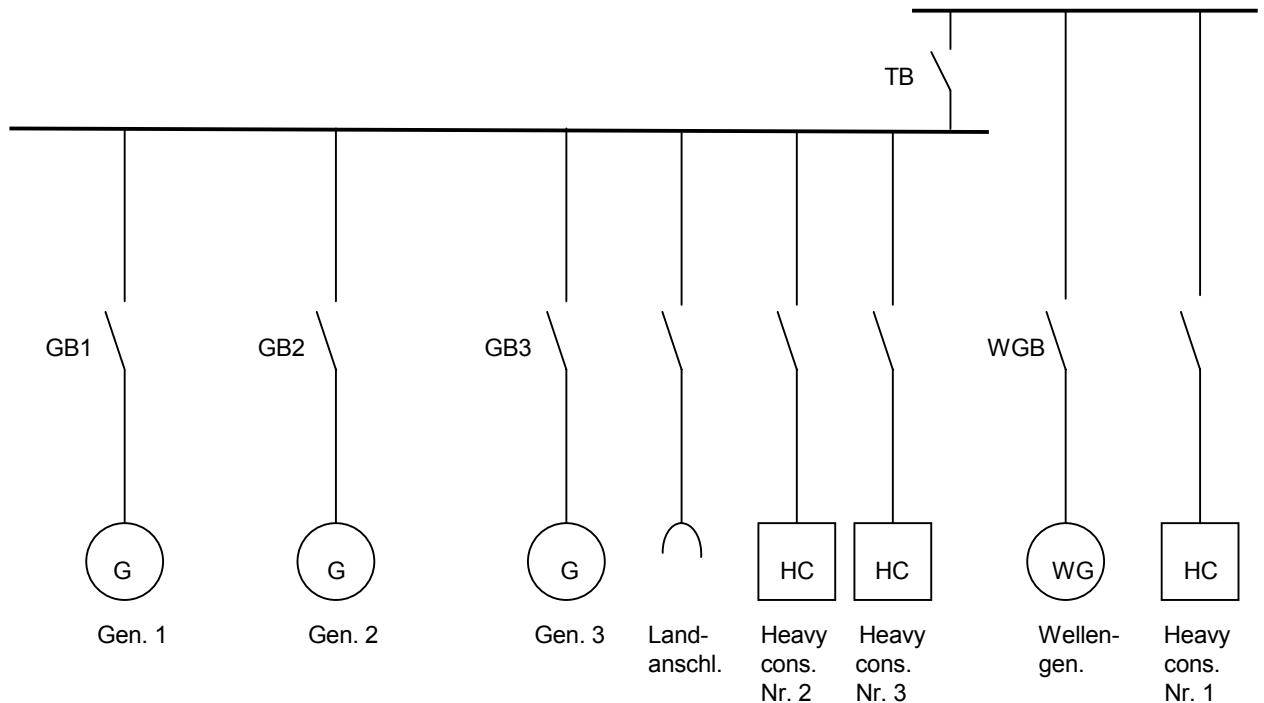 TB
GB1
GB2
GB3
WGB
G
G
G
HC
HC
WG
HC
Gen. 1
Gen. 2
Gen. 3
Land-
anschl.
Heavy
cons.
Nr. 2
Heavy
cons.
Nr. 3
Wellen-
gen.
Heavy
cons.
Nr. 1